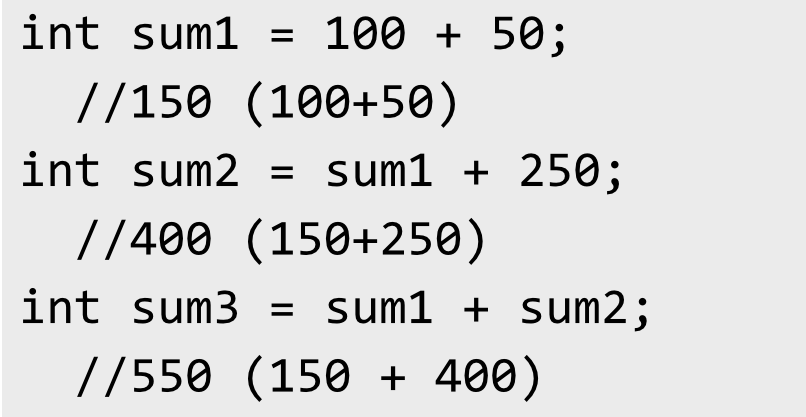 int sum1 = 100 + 50;
  //150 (100+50)
int sum2 = sum1 + 250;
  //400 (150+250)
int sum3 = sum1 + sum2;
  //550 (150 + 400)